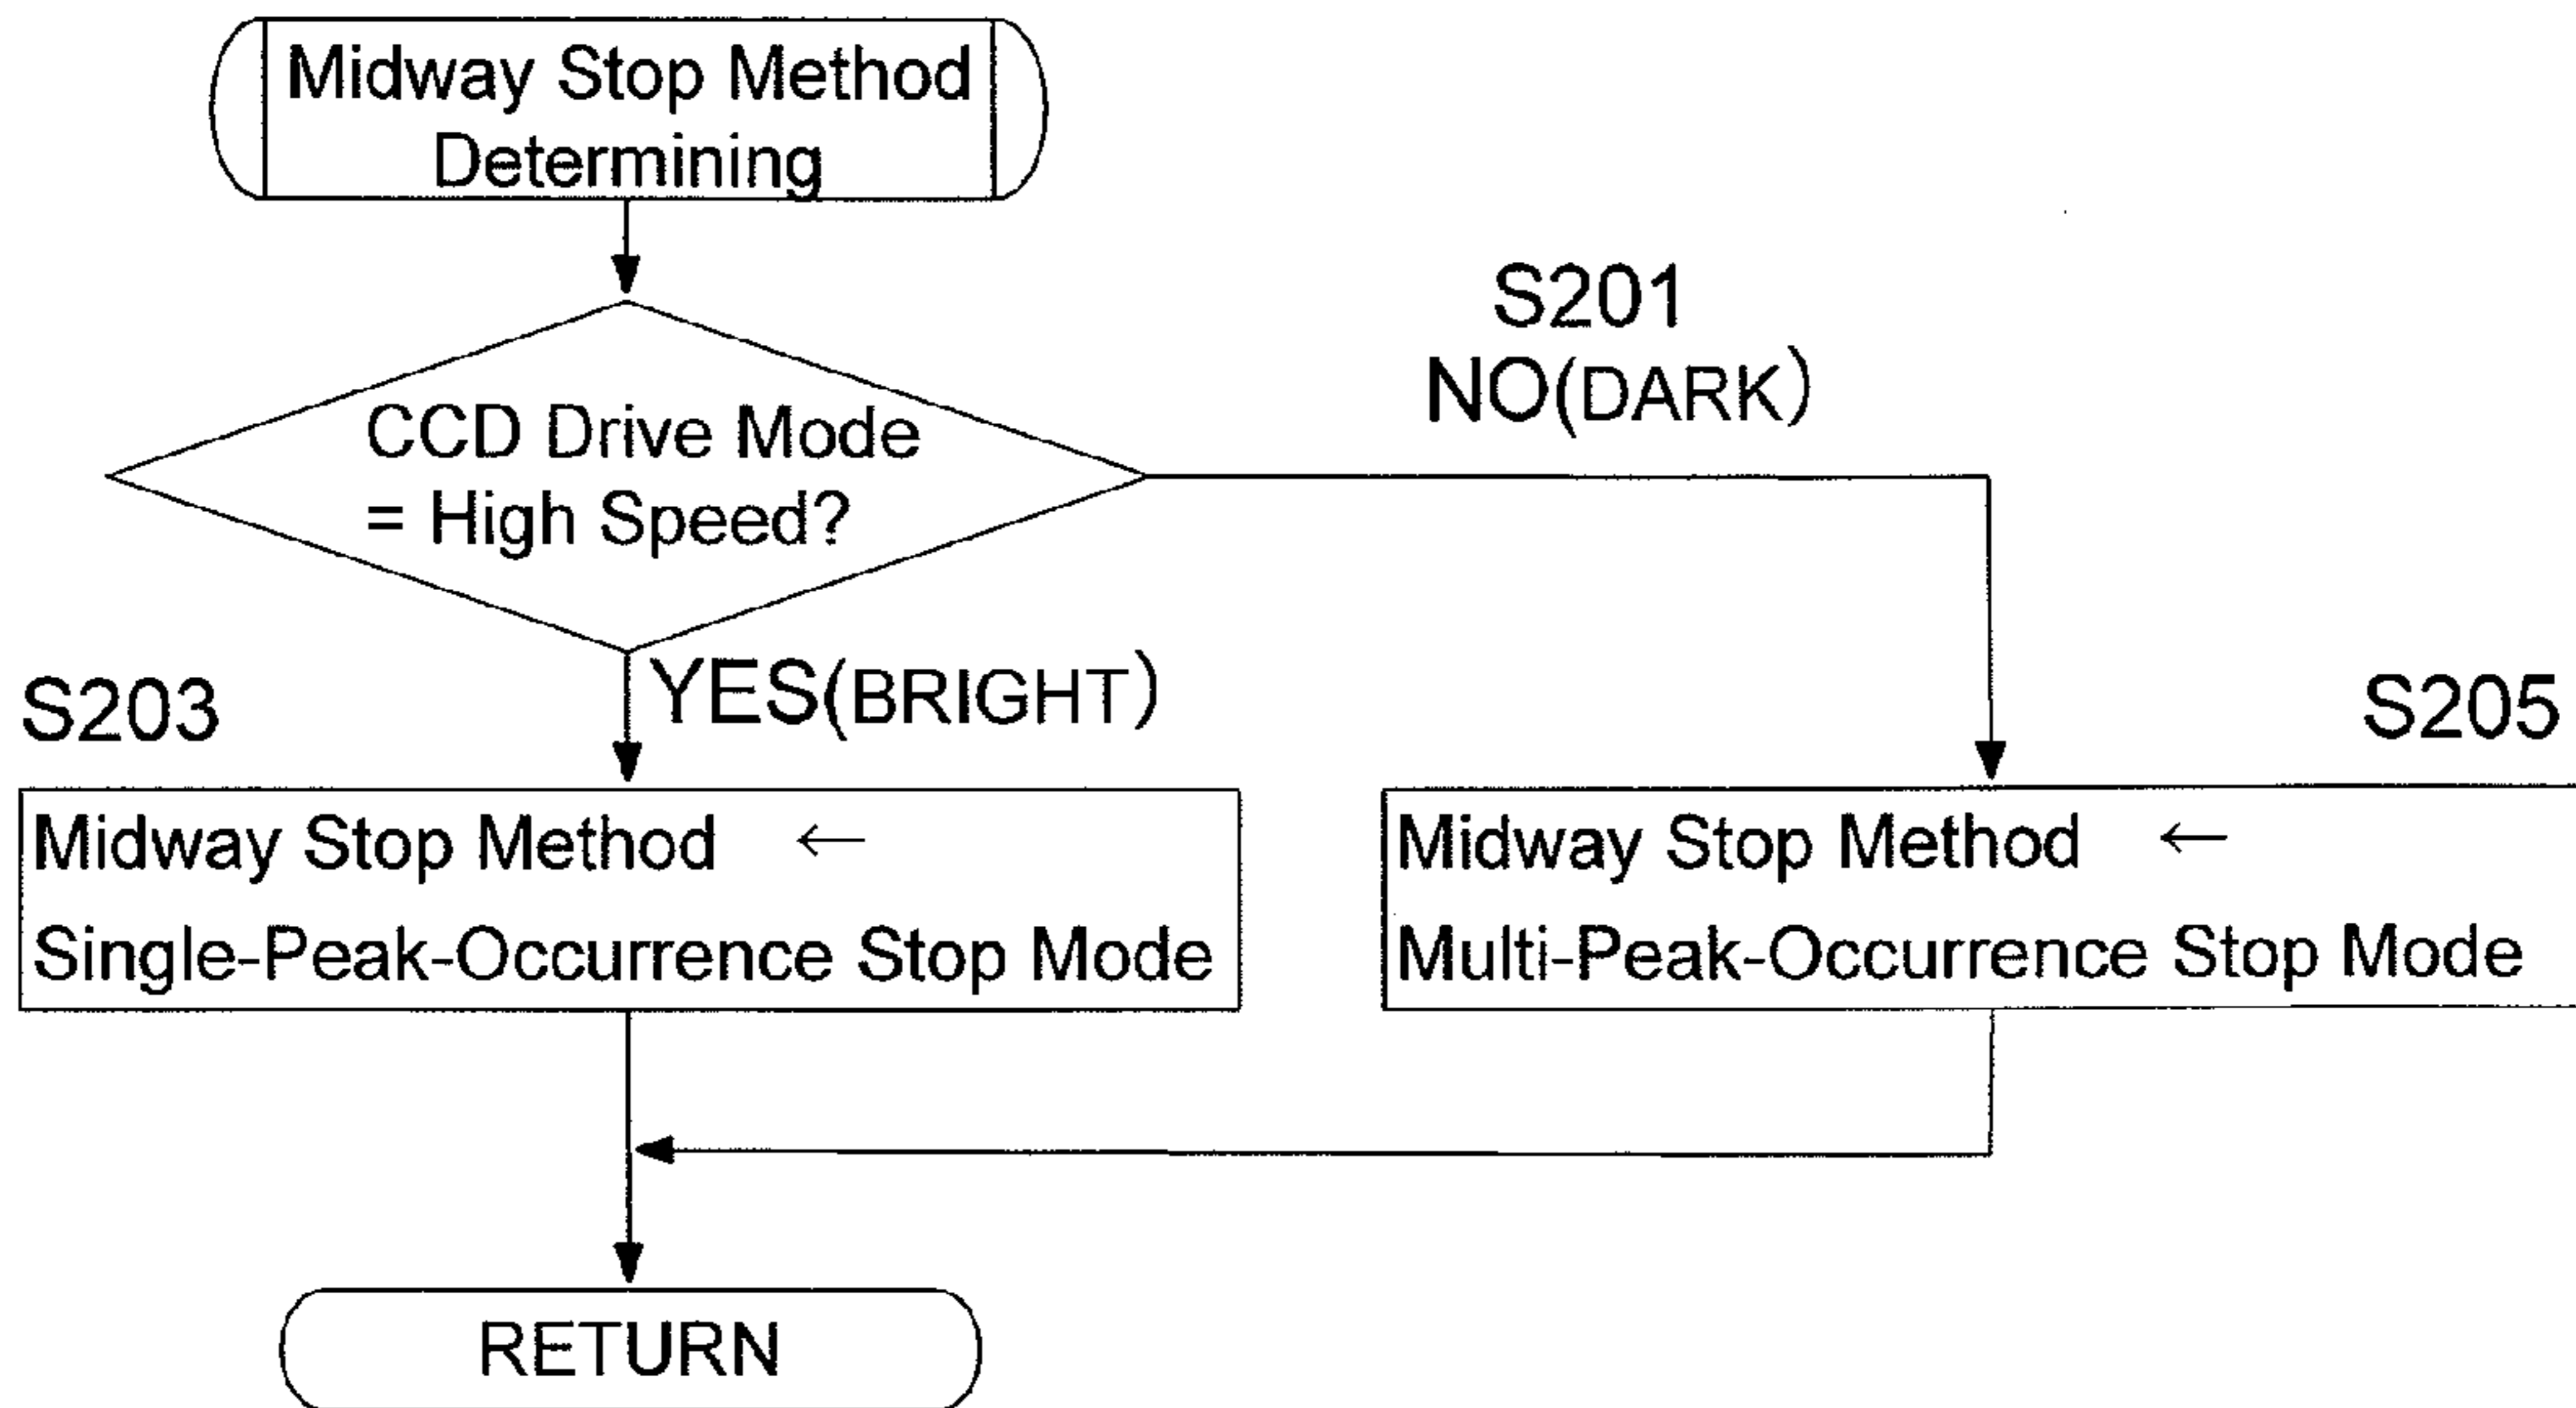 Midway Stop Method
Determining
S201
NO(DARK)
CCD Drive Mode
= High Speed?
YES(BRIGHT)
S203
S205
Midway Stop Method ←
Single-Peak-Occurrence Stop Mode
Midway Stop Method ←
Multi-Peak-Occurrence Stop Mode
RETURN